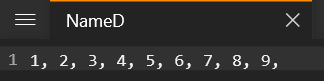 NameD
1 1, 2, 3, 4, 5, 6, 7, 8, 9,